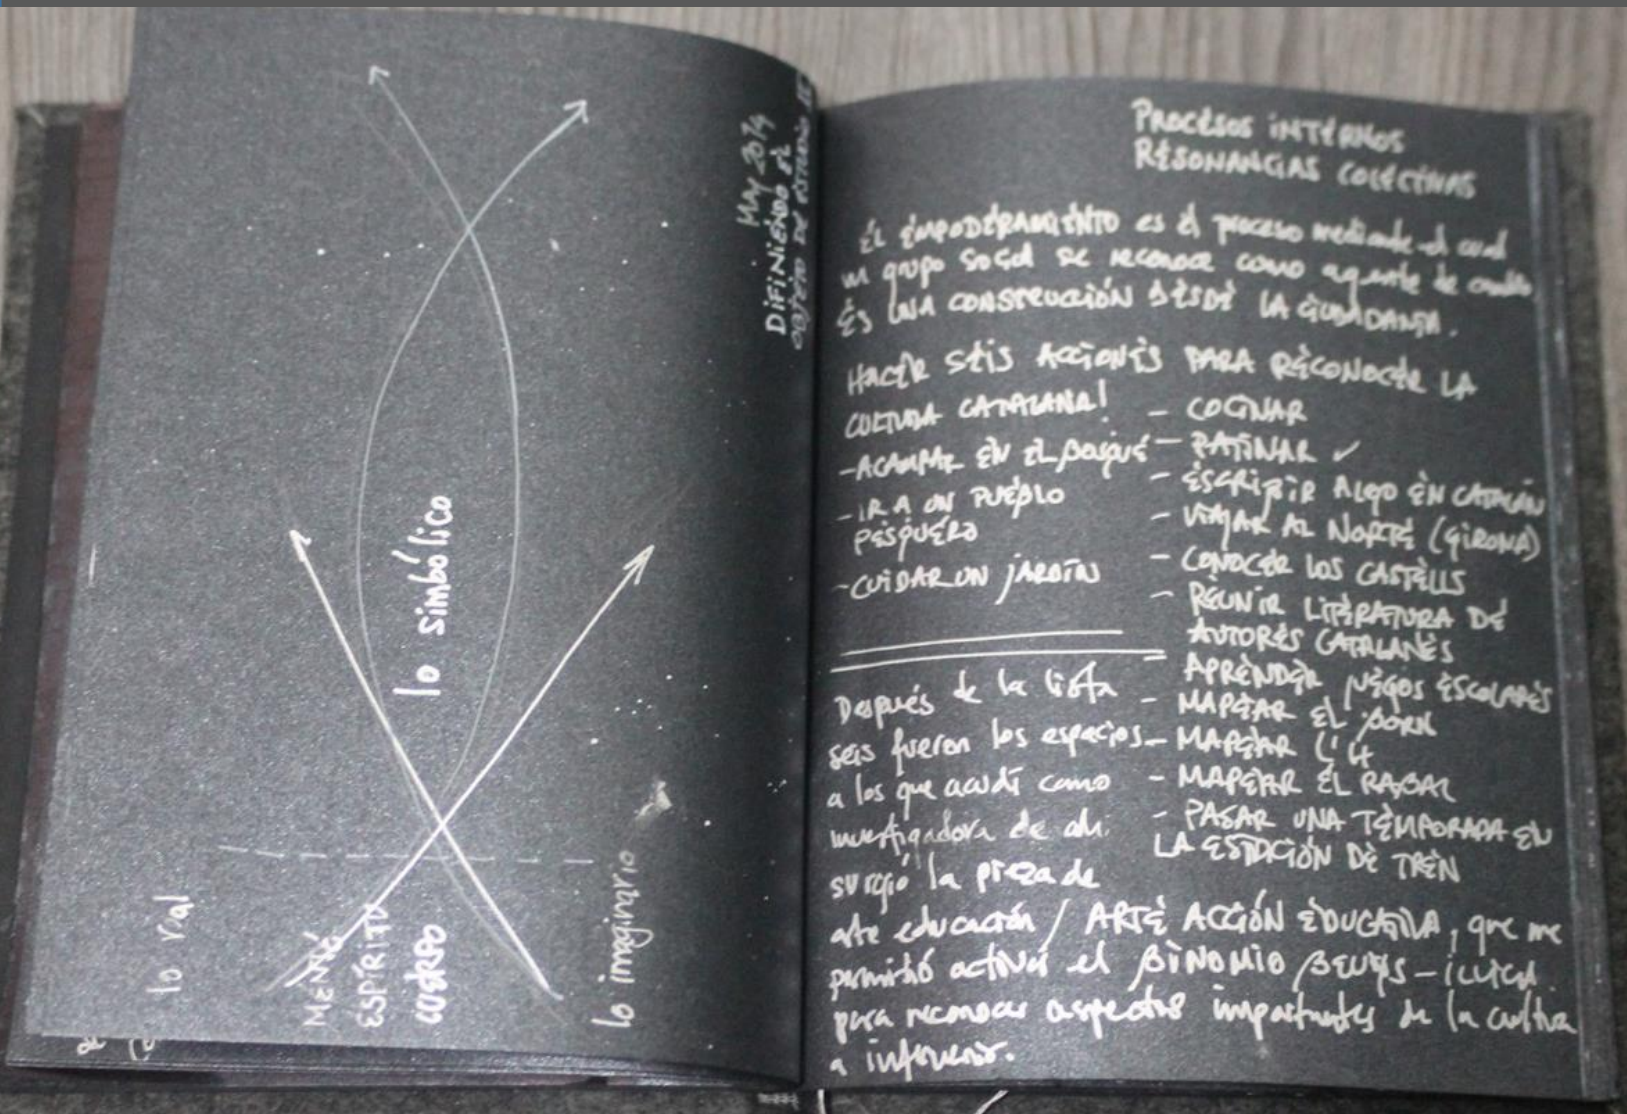 lo simbólico
lo real
MENTE
ESPÍRITU
CUERPO
lo imaginario
MAY 2014
DIFINIENDO EL
OBJETO DE ESTUDIO
PROCESOS INTERNOS
RESONANCIAS COLECTIVAS
EL EMPODERAMIENTO es el proceso mediante el cual
un grupo social se reconoce como agente de cambio
ES UNA CONSTRUCCIÓN DESDE LA CIUDADANIA.
HACER SEIS ACCIONES PARA RECONOCER LA
CULTURA CATALANA!
- ACAMPAR EN EL BOSQUE
- IR A UN PUEBLO
PESQUERO
- CUIDAR UN JARDÍN
- COCINAR
- PATINAR ✓
- ESCRIBIR ALGO EN CATALÁN
- VIAJAR AL NORTE (GIRONA)
- CONOCER LOS CASTELLS
- REUNIR LITERATURA DE
AUTORES CATALANES
APRENDER JUEGOS ESCOLARES
- MAPEAR EL BORN
- MAPEAR L'H
- MAPEAR EL RAVAL
- PASAR UNA TEMPORADA EN
LA ESTACIÓN DE TREN
Después de la lista
seis fueron los espacios
a los que acudí como
investigadora de ahí
surgió la pieza de
arte educación / ARTE ACCIÓN EDUCATIVA, que me
permitió activar el BINOMIO BEUYS - ILLICH
para reconocer aspectos importantes de la cultura
a intervenir.